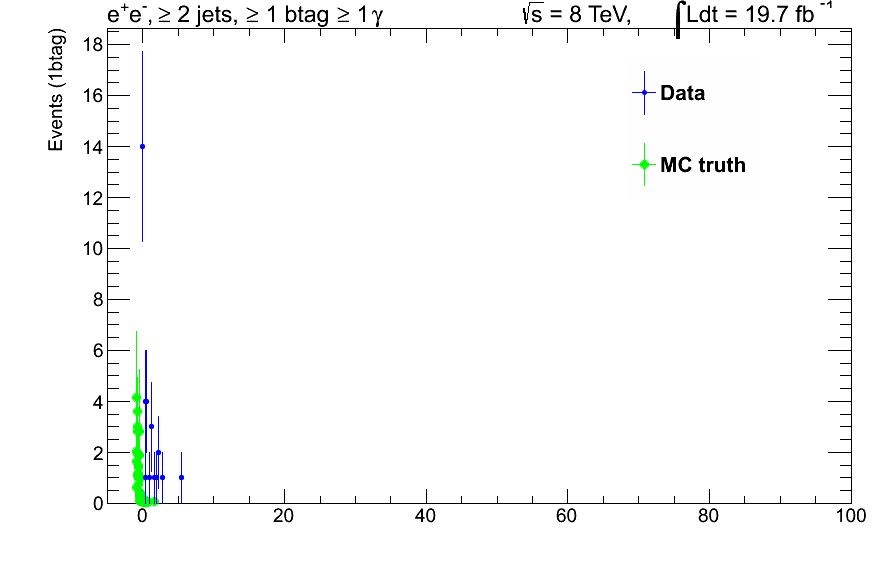 e⁺e⁻, ≥ 2 jets, ≥ 1 btag ≥ 1 γ √s = 8 TeV, ∫Ldt = 19.7 fb⁻¹
Events (1btag)
18
16
14
12
10
8
6
4
2
0
Data
MC truth
0 20 40 60 80 100